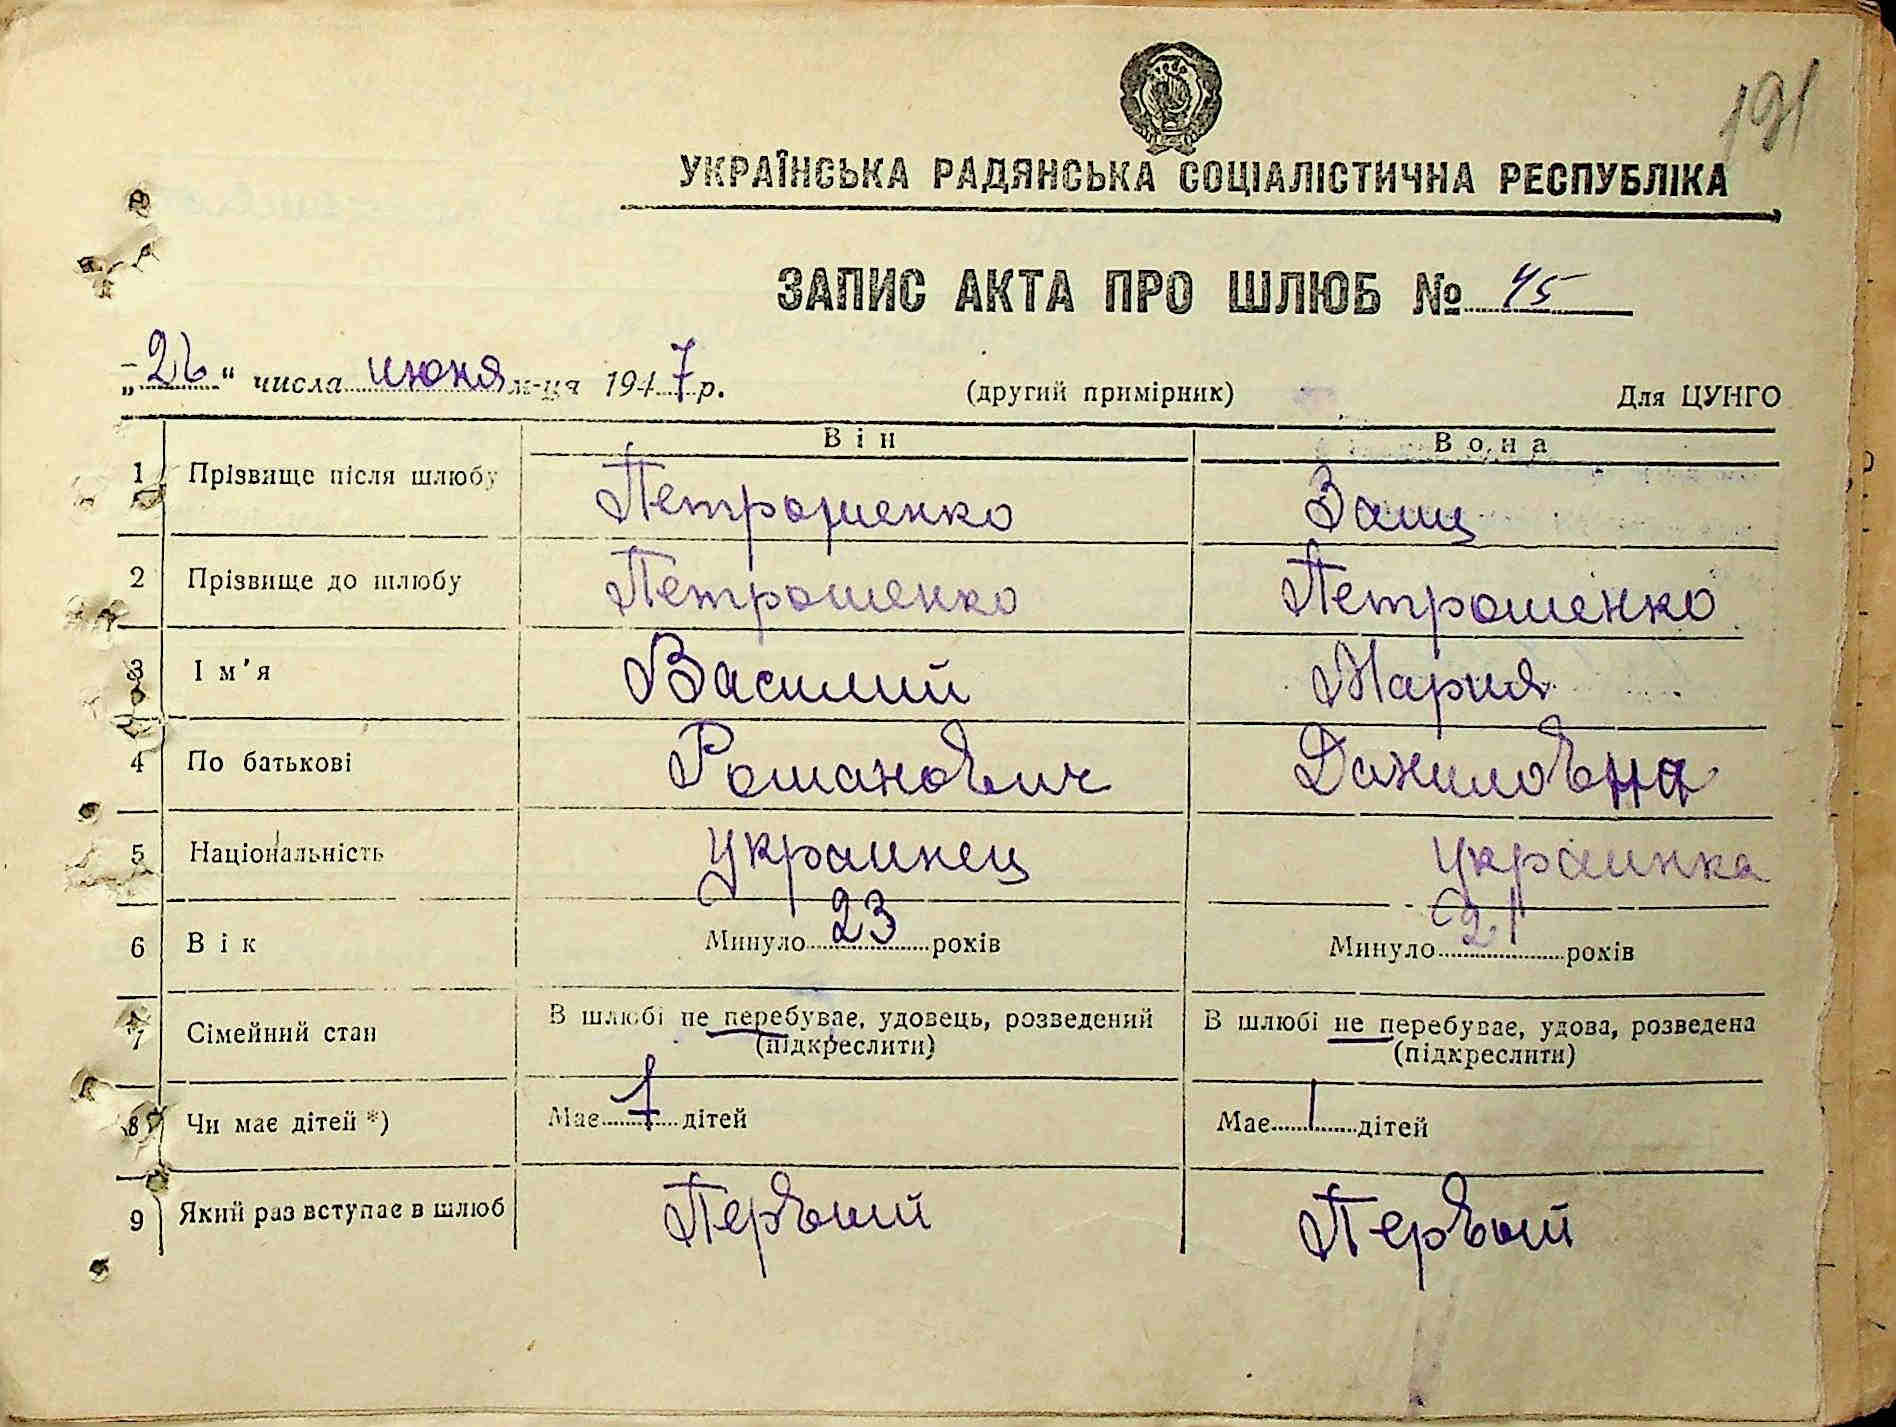 191
УКРАЇНСЬКА РАДЯНСЬКА СОЦІАЛІСТИЧНА РЕСПУБЛІКА
ЗАПИС АКТА ПРО ШЛЮБ № 45
„26“ числа июня м-ця 1947 р. (другий примірник) Для ЦУНГО
Він Вона
1 Прізвище після шлюбу Петрошенко Заяц
2 Прізвище до шлюбу Петрошенко Петрошенко
3 Ім'я Василий Мария
4 По батькові Романович Даниловна
5 Національність украинец украинка
6 Вік Минуло 23 років Минуло 21 років
7 Сімейний стан В шлюбі не перебуває, удовець, розведений В шлюбі не перебуває, удова, розведена
(підкреслити) (підкреслити)
8 Чи має дітей *) Має 1 дітей Має 1 дітей
9 Який раз вступає в шлюб Первый Первый